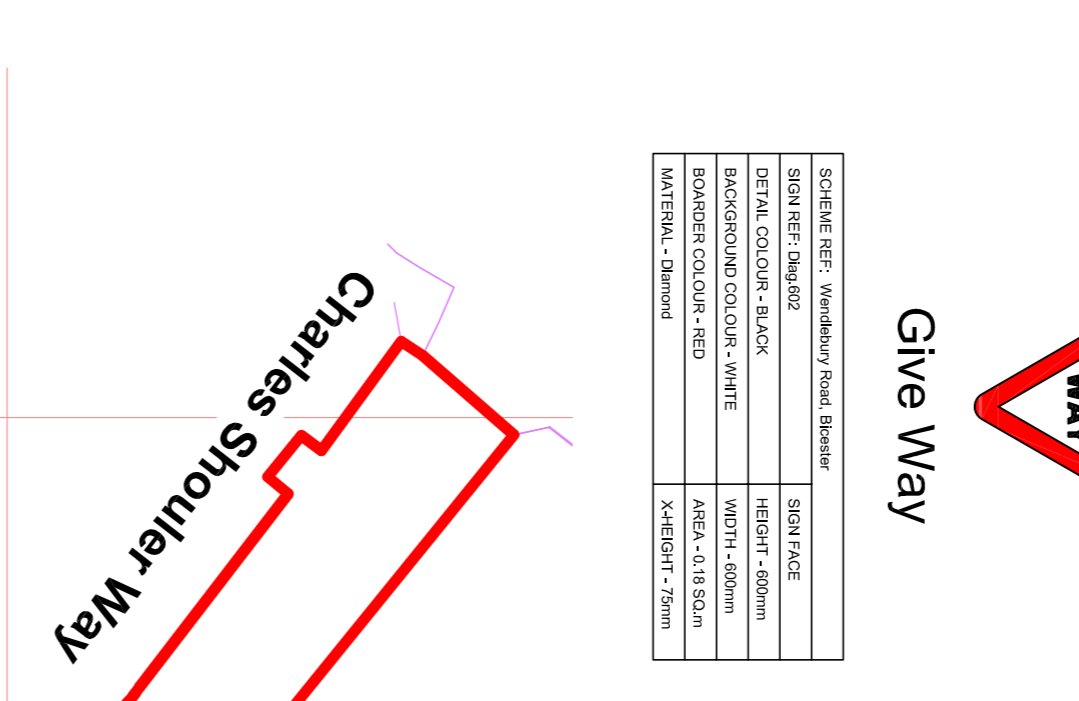 Charles Shouler Way
WAY
Give Way
SCHEME REF: Wendlebury Road, Bicester
SIGN REF: Diag.602 SIGN FACE
DETAIL COLOUR - BLACK HEIGHT - 600mm
BACKGROUND COLOUR - WHITE WIDTH - 600mm
BOARDER COLOUR - RED AREA - 0.18 SQ.m
MATERIAL - Diamond X-HEIGHT - 75mm